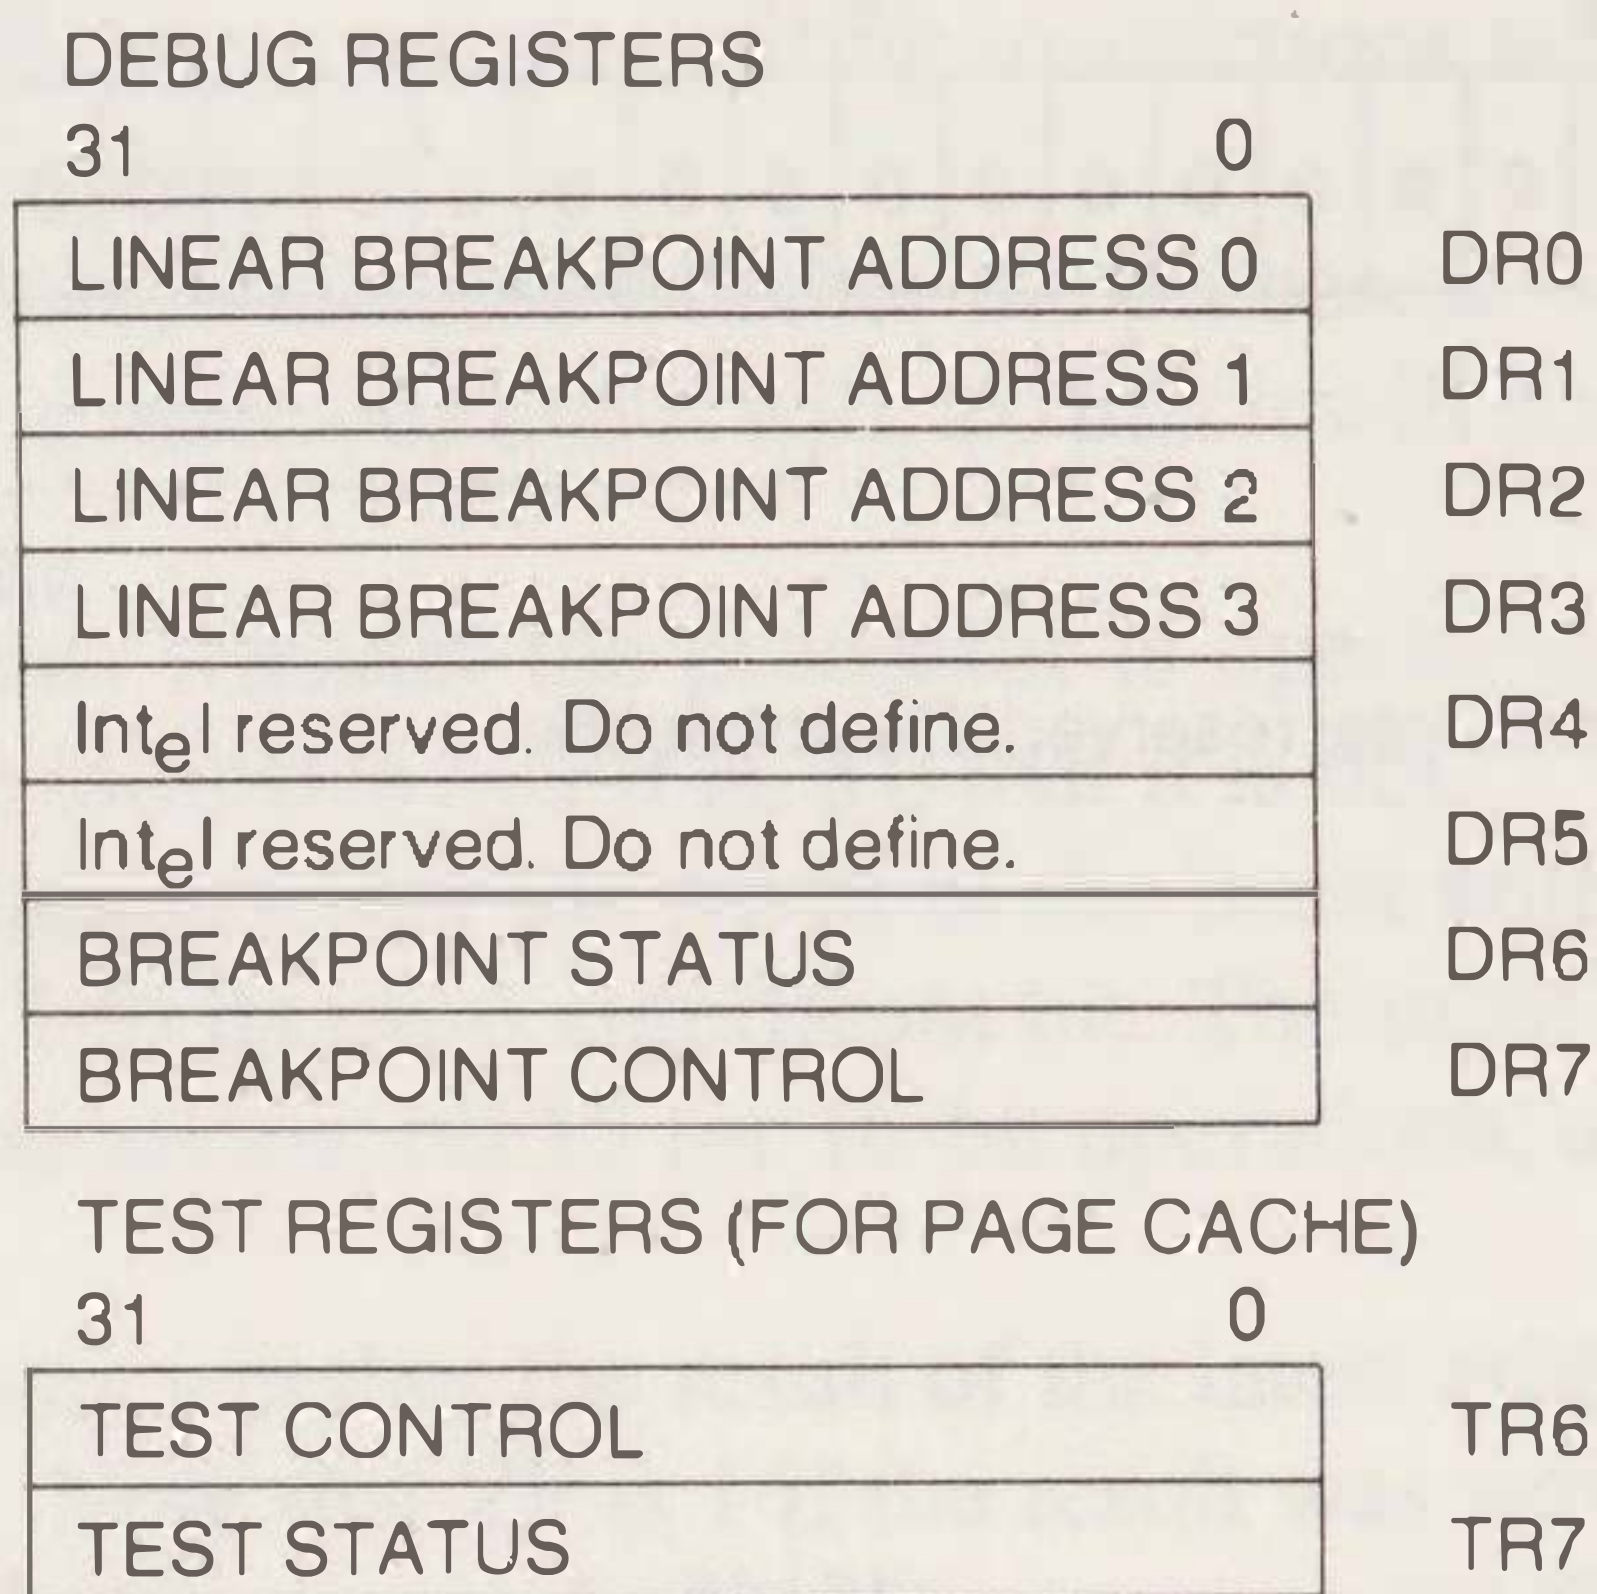 DEBUG REGISTERS
31 0
LINEAR BREAKPOINT ADDRESS 0 DR0
LINEAR BREAKPOINT ADDRESS 1 DR1
LINEAR BREAKPOINT ADDRESS 2 DR2
LINEAR BREAKPOINT ADDRESS 3 DR3
Intel reserved. Do not define. DR4
Intel reserved. Do not define. DR5
BREAKPOINT STATUS DR6
BREAKPOINT CONTROL DR7
TEST REGISTERS (FOR PAGE CACHE)
31 0
TEST CONTROL TR6
TEST STATUS TR7